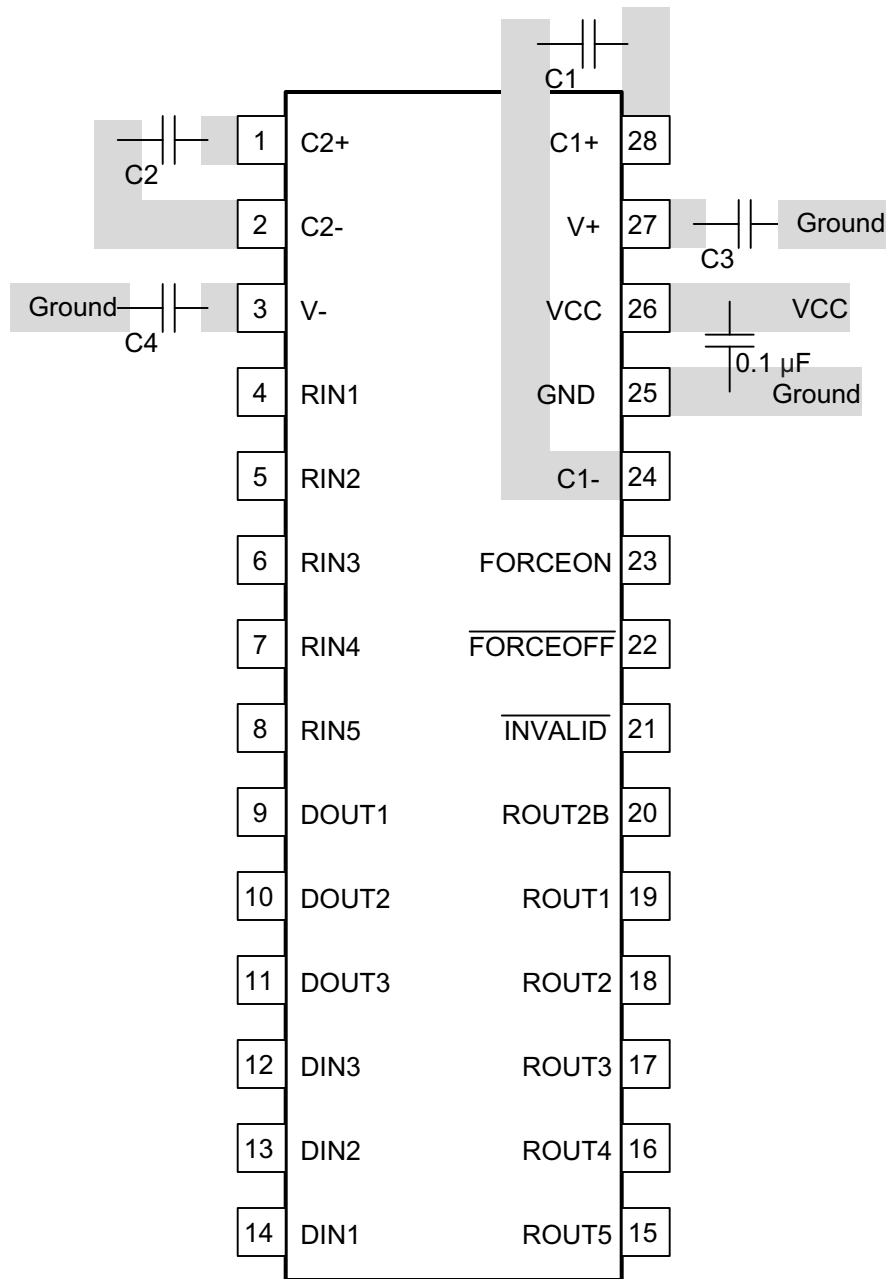 C1
1 C2+ C1+ 28
C2
2 C2- V+ 27 Ground
C3
Ground 3 V- VCC 26 VCC
C4
0.1 µF
4 RIN1 GND 25 Ground
5 RIN2 C1- 24
6 RIN3 FORCEON 23
7 RIN4 FORCEOFF 22
8 RIN5 INVALID 21
9 DOUT1 ROUT2B 20
10 DOUT2 ROUT1 19
11 DOUT3 ROUT2 18
12 DIN3 ROUT3 17
13 DIN2 ROUT4 16
14 DIN1 ROUT5 15